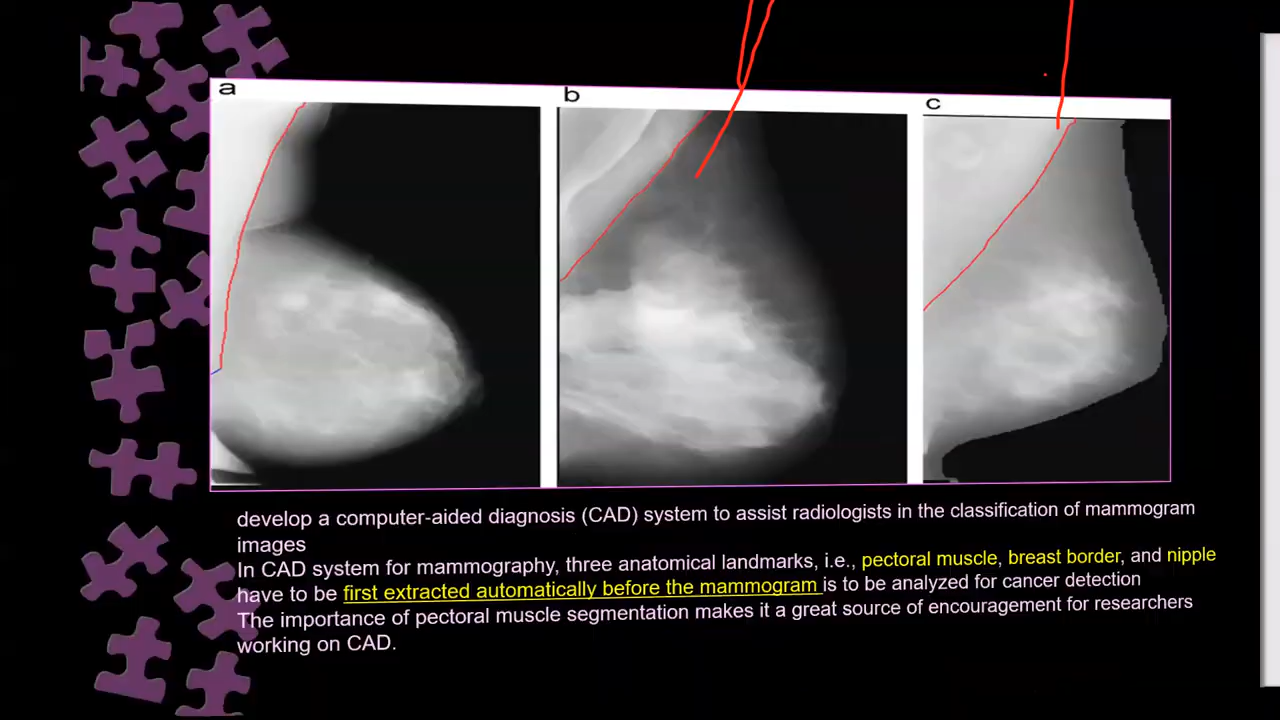 a
b
c
develop a computer-aided diagnosis (CAD) system to assist radiologists in the classification of mammogram
images
In CAD system for mammography, three anatomical landmarks, i.e., pectoral muscle, breast border, and nipple
have to be first extracted automatically before the mammogram is to be analyzed for cancer detection
The importance of pectoral muscle segmentation makes it a great source of encouragement for researchers
working on CAD.